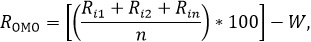 R_OMO = [((R_i1 + R_i2 + R_in) / n) * 100] − W,